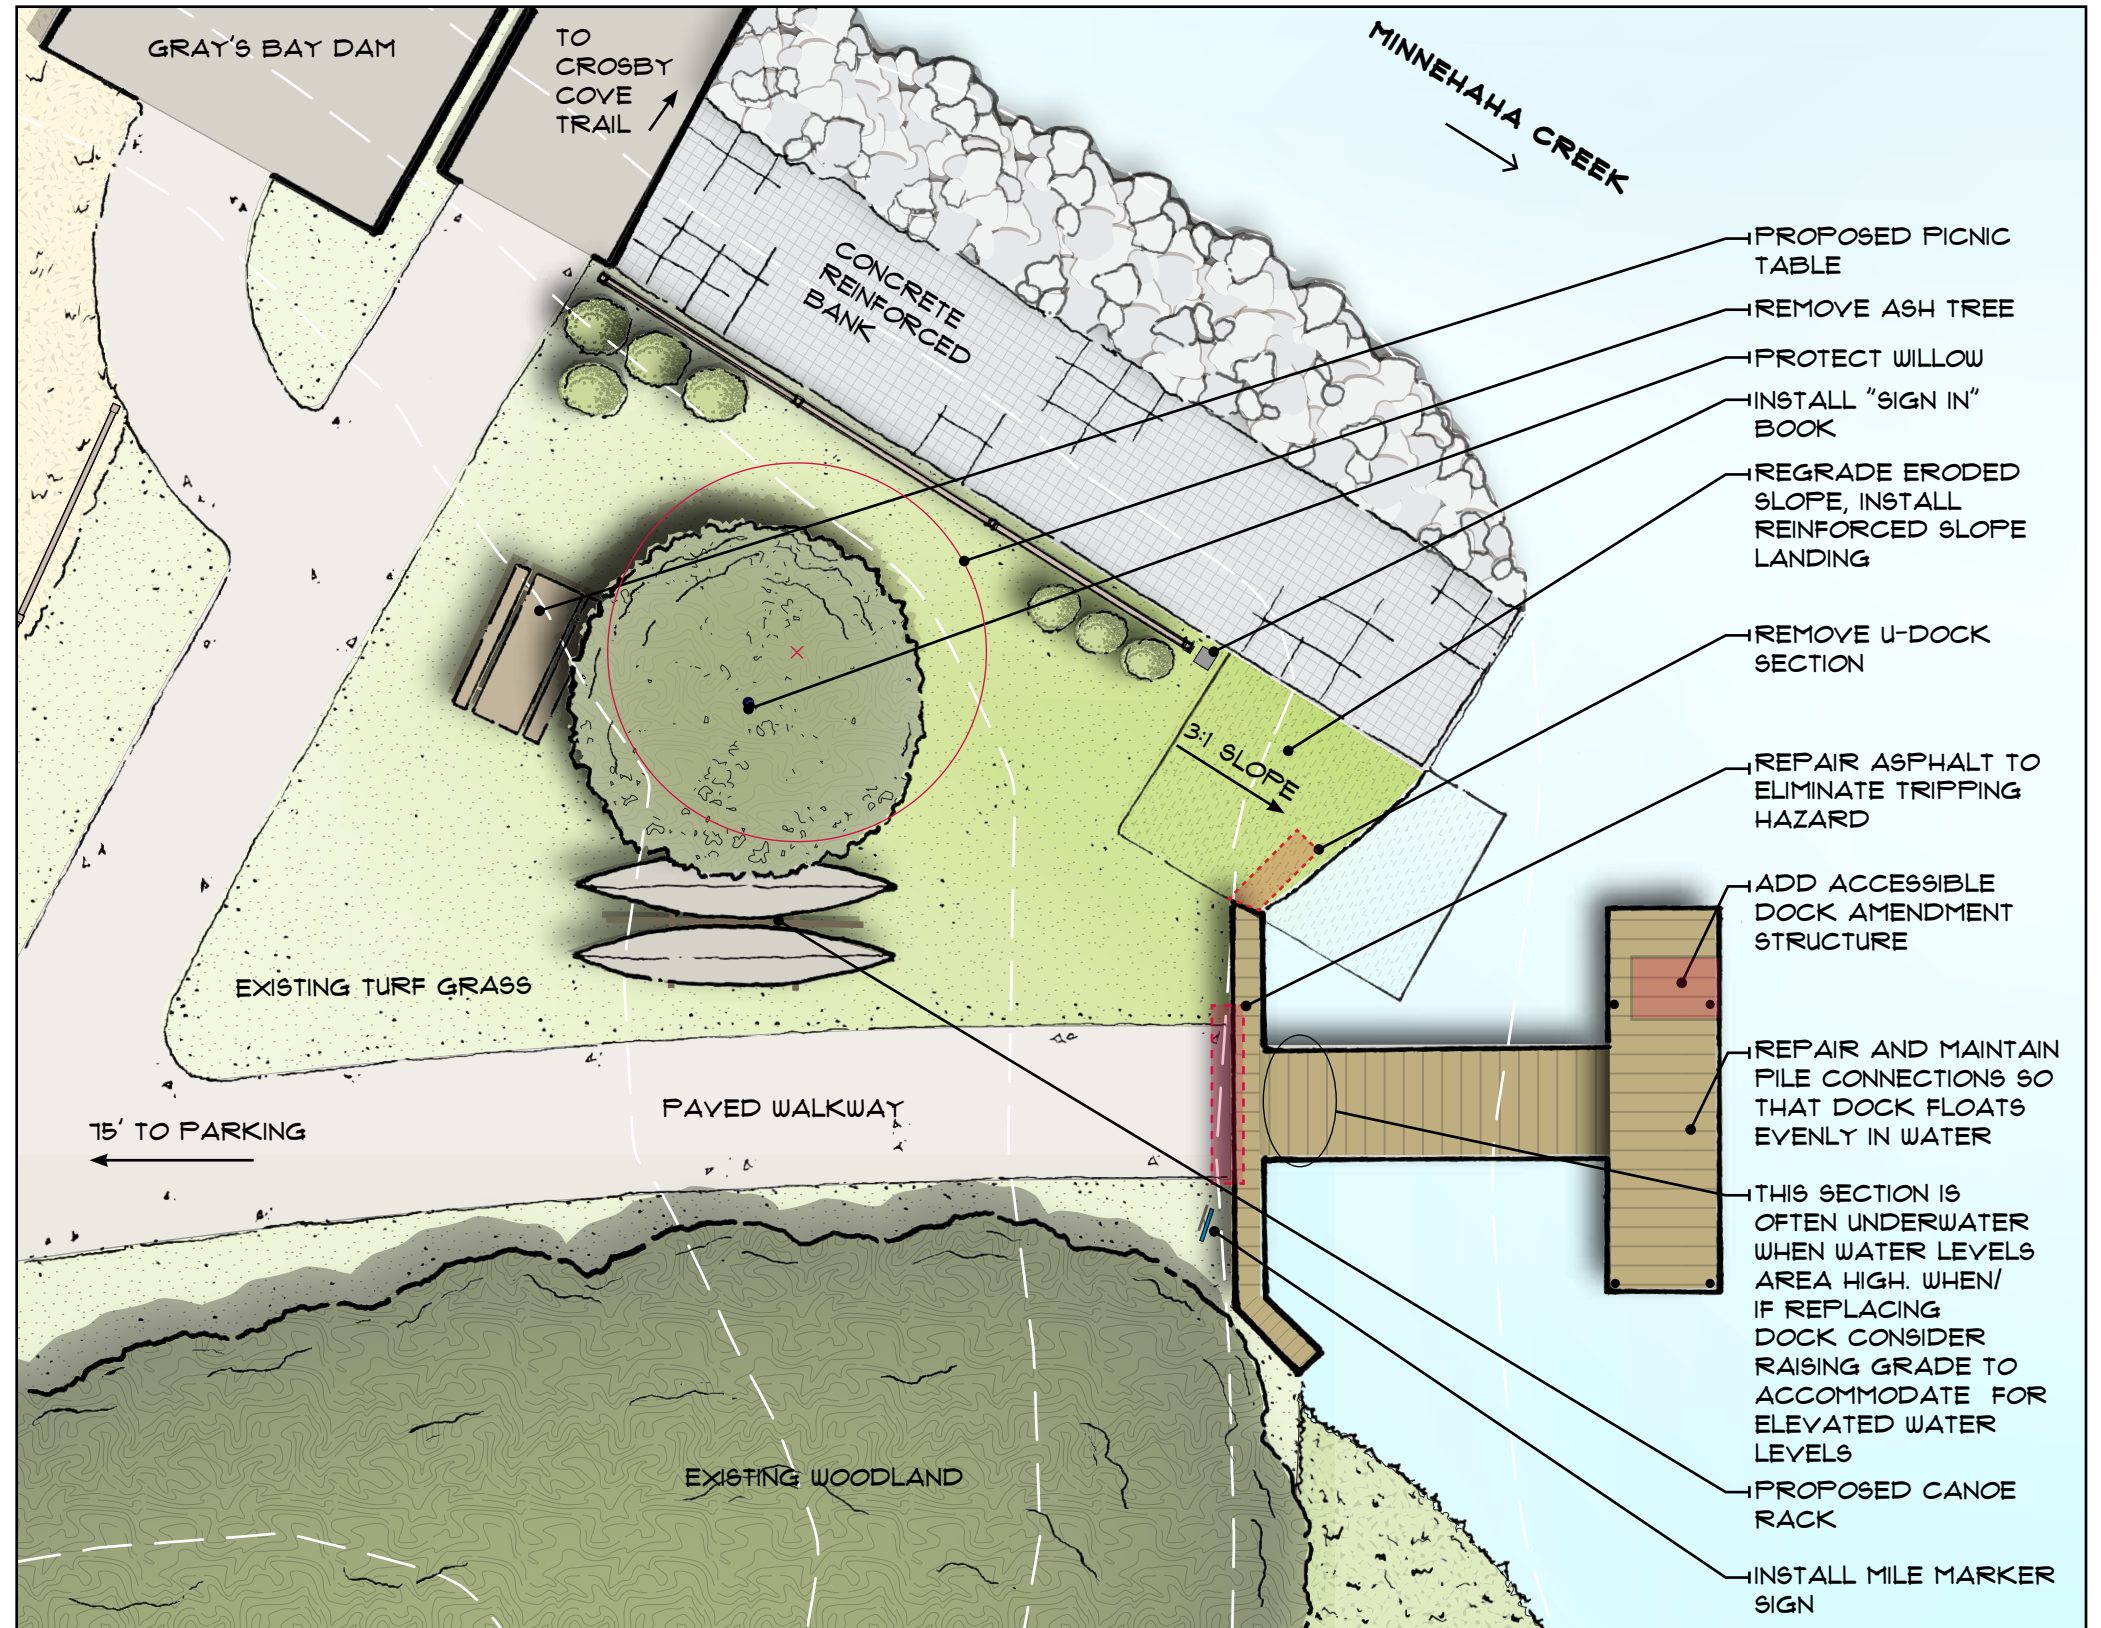 GRAY'S BAY DAM
TO
CROSBY
COVE
TRAIL
MINNEHAHA CREEK
CONCRETE
REINFORCED
BANK
3:1 SLOPE
EXISTING TURF GRASS
PAVED WALKWAY
75' TO PARKING
EXISTING WOODLAND
PROPOSED PICNIC
TABLE
REMOVE ASH TREE
PROTECT WILLOW
INSTALL "SIGN IN"
BOOK
REGRADE ERODED
SLOPE, INSTALL
REINFORCED SLOPE
LANDING
REMOVE U-DOCK
SECTION
REPAIR ASPHALT TO
ELIMINATE TRIPPING
HAZARD
ADD ACCESSIBLE
DOCK AMENDMENT
STRUCTURE
REPAIR AND MAINTAIN
PILE CONNECTIONS SO
THAT DOCK FLOATS
EVENLY IN WATER
THIS SECTION IS
OFTEN UNDERWATER
WHEN WATER LEVELS
AREA HIGH. WHEN/
IF REPLACING
DOCK CONSIDER
RAISING GRADE TO
ACCOMMODATE FOR
ELEVATED WATER
LEVELS
PROPOSED CANOE
RACK
INSTALL MILE MARKER
SIGN